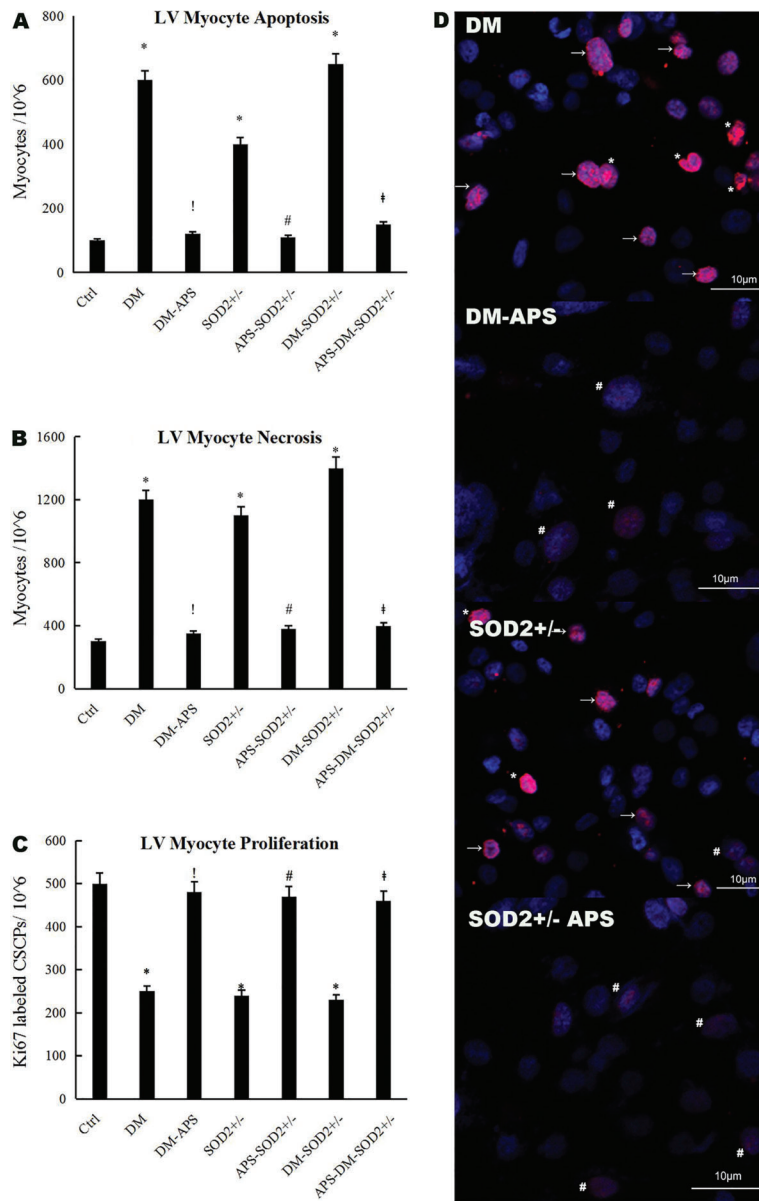 A
LV Myocyte Apoptosis
Myocytes /10^6
800
600
400
200
0
*
!
*
#
*
ǂ
Ctrl
DM
DM-APS
SOD2+/-
APS-SOD2+/-
DM-SOD2+/-
APS-DM-SOD2+/-
B
LV Myocyte Necrosis
Myocytes /10^6
1600
1200
800
400
0
*
!
*
#
*
ǂ
Ctrl
DM
DM-APS
SOD2+/-
APS-SOD2+/-
DM-SOD2+/-
APS-DM-SOD2+/-
C
LV Myocyte Proliferation
Ki67 labeled CSCPs/ 10^6
600
500
400
300
200
100
0
*
!
*
#
*
ǂ
Ctrl
DM
DM-APS
SOD2+/-
APS-SOD2+/-
DM-SOD2+/-
APS-DM-SOD2+/-
D
DM
→
→
*
*
*
→
*
→
→
→
10μm
DM-APS
#
#
#
10μm
*
SOD2+/-→
→
*
→
→
#
→
10μm
SOD2+/- APS
#
#
#
#
10μm